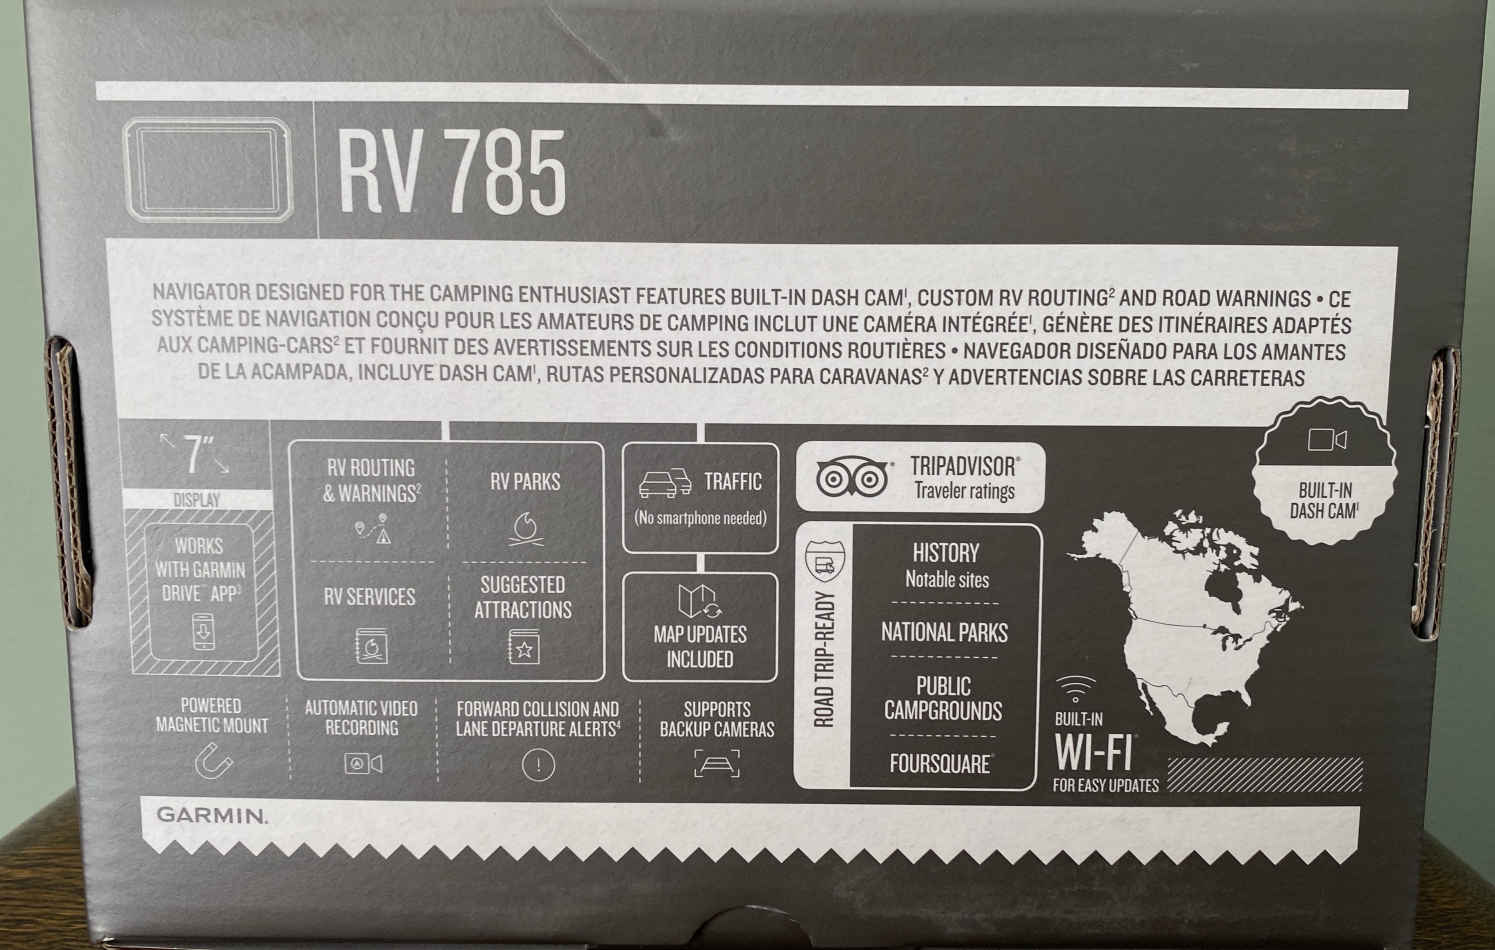 RV 785
NAVIGATOR DESIGNED FOR THE CAMPING ENTHUSIAST FEATURES BUILT-IN DASH CAM¹, CUSTOM RV ROUTING² AND ROAD WARNINGS • CE
SYSTÈME DE NAVIGATION CONÇU POUR LES AMATEURS DE CAMPING INCLUT UNE CAMÉRA INTÉGRÉE¹, GÉNÈRE DES ITINÉRAIRES ADAPTÉS
AUX CAMPING-CARS² ET FOURNIT DES AVERTISSEMENTS SUR LES CONDITIONS ROUTIÈRES • NAVEGADOR DISEÑADO PARA LOS AMANTES
DE LA ACAMPADA, INCLUYE DASH CAM¹, RUTAS PERSONALIZADAS PARA CARAVANAS² Y ADVERTENCIAS SOBRE LAS CARRETERAS
7"
DISPLAY
WORKS
WITH GARMIN
DRIVE™ APP³
RV ROUTING
& WARNINGS²
RV PARKS
RV SERVICES
SUGGESTED
ATTRACTIONS
TRAFFIC
(No smartphone needed)
MAP UPDATES
INCLUDED
TRIPADVISOR®
Traveler ratings
ROAD TRIP-READY
HISTORY
Notable sites
NATIONAL PARKS
PUBLIC
CAMPGROUNDS
FOURSQUARE®
BUILT-IN
DASH CAM¹
BUILT-IN
WI-FI®
FOR EASY UPDATES
POWERED
MAGNETIC MOUNT
AUTOMATIC VIDEO
RECORDING
FORWARD COLLISION AND
LANE DEPARTURE ALERTS⁴
SUPPORTS
BACKUP CAMERAS
GARMIN.